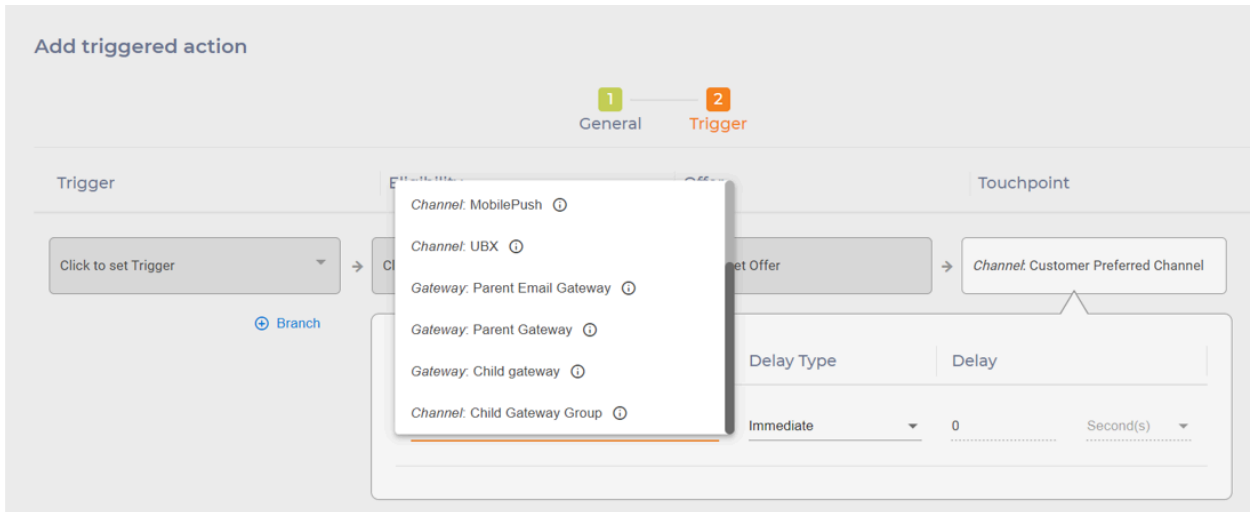 Add triggered action
1
2
General
Trigger
Trigger
Touchpoint
Channel: MobilePush
Channel: UBX
Click to set Trigger
et Offer
Channel: Customer Preferred Channel
Gateway: Parent Email Gateway
Branch
Gateway: Parent Gateway
Delay Type
Delay
Gateway: Child gateway
Channel: Child Gateway Group
Immediate
0
Second(s)